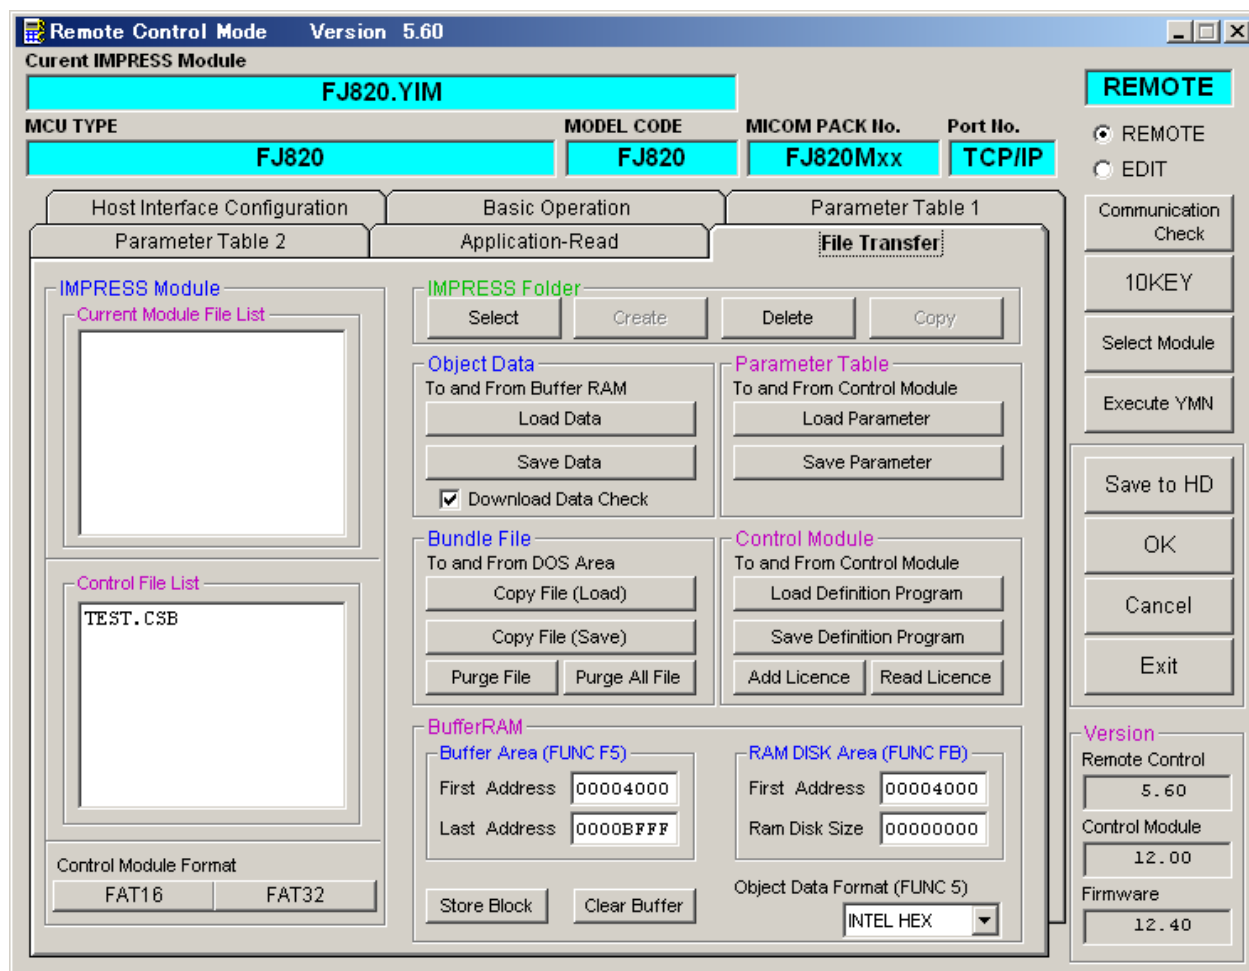 Remote Control Mode Version 5.60
Curent IMPRESS Module
FJ820.YIM
REMOTE
MCU TYPE MODEL CODE MICOM PACK No. Port No.
FJ820 FJ820 FJ820Mxx TCP/IP
REMOTE
EDIT
Host Interface Configuration Basic Operation Parameter Table 1
Parameter Table 2 Application-Read File Transfer
IMPRESS Module
Current Module File List
Control File List
TEST.CSB
Control Module Format
FAT16 FAT32
IMPRESS Folder
Select Create Delete Copy
Object Data
To and From Buffer RAM
Load Data
Save Data
Download Data Check
Parameter Table
To and From Control Module
Load Parameter
Save Parameter
Bundle File
To and From DOS Area
Copy File (Load)
Copy File (Save)
Purge File Purge All File
Control Module
To and From Control Module
Load Definition Program
Save Definition Program
Add Licence Read Licence
BufferRAM
Buffer Area (FUNC F5)
First Address 00004000
Last Address 0000BFFF
RAM DISK Area (FUNC FB)
First Address 00004000
Ram Disk Size 00000000
Store Block Clear Buffer
Object Data Format (FUNC 5)
INTEL HEX
Communication
Check
10KEY
Select Module
Execute YMN
Save to HD
OK
Cancel
Exit
Version
Remote Control
5.60
Control Module
12.00
Firmware
12.40